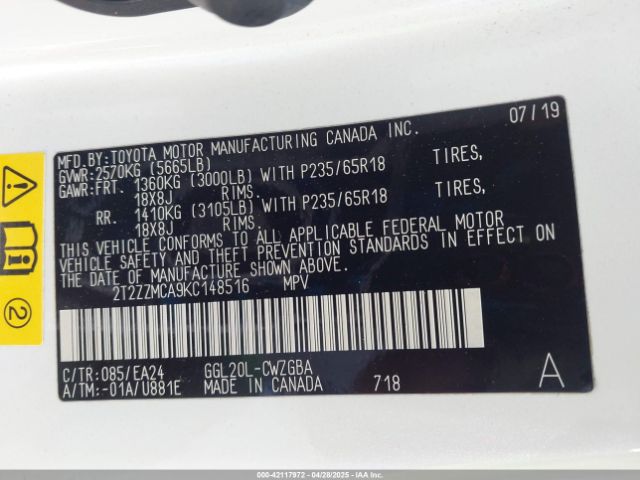 MFD.BY:TOYOTA MOTOR MANUFACTURING CANADA INC. 07/19
GVWR:2570KG (5665LB)
GAWR:FRT. 1360KG (3000LB) WITH P235/65R18 TIRES,
18X8J RIMS.
RR. 1410KG (3105LB) WITH P235/65R18 TIRES,
18X8J RIMS.
THIS VEHICLE CONFORMS TO ALL APPLICABLE FEDERAL MOTOR
VEHICLE SAFETY AND THEFT PREVENTION STANDARDS IN EFFECT ON
THE DATE OF MANUFACTURE SHOWN ABOVE.
2T2ZZMCA9KC148516 MPV
C/TR:085/EA24 GGL20L-CWZGBA
A/TM:-01A/U881E MADE IN CANADA 718 A
2
000-42117972 - 04/28/2025 - IAA Inc.